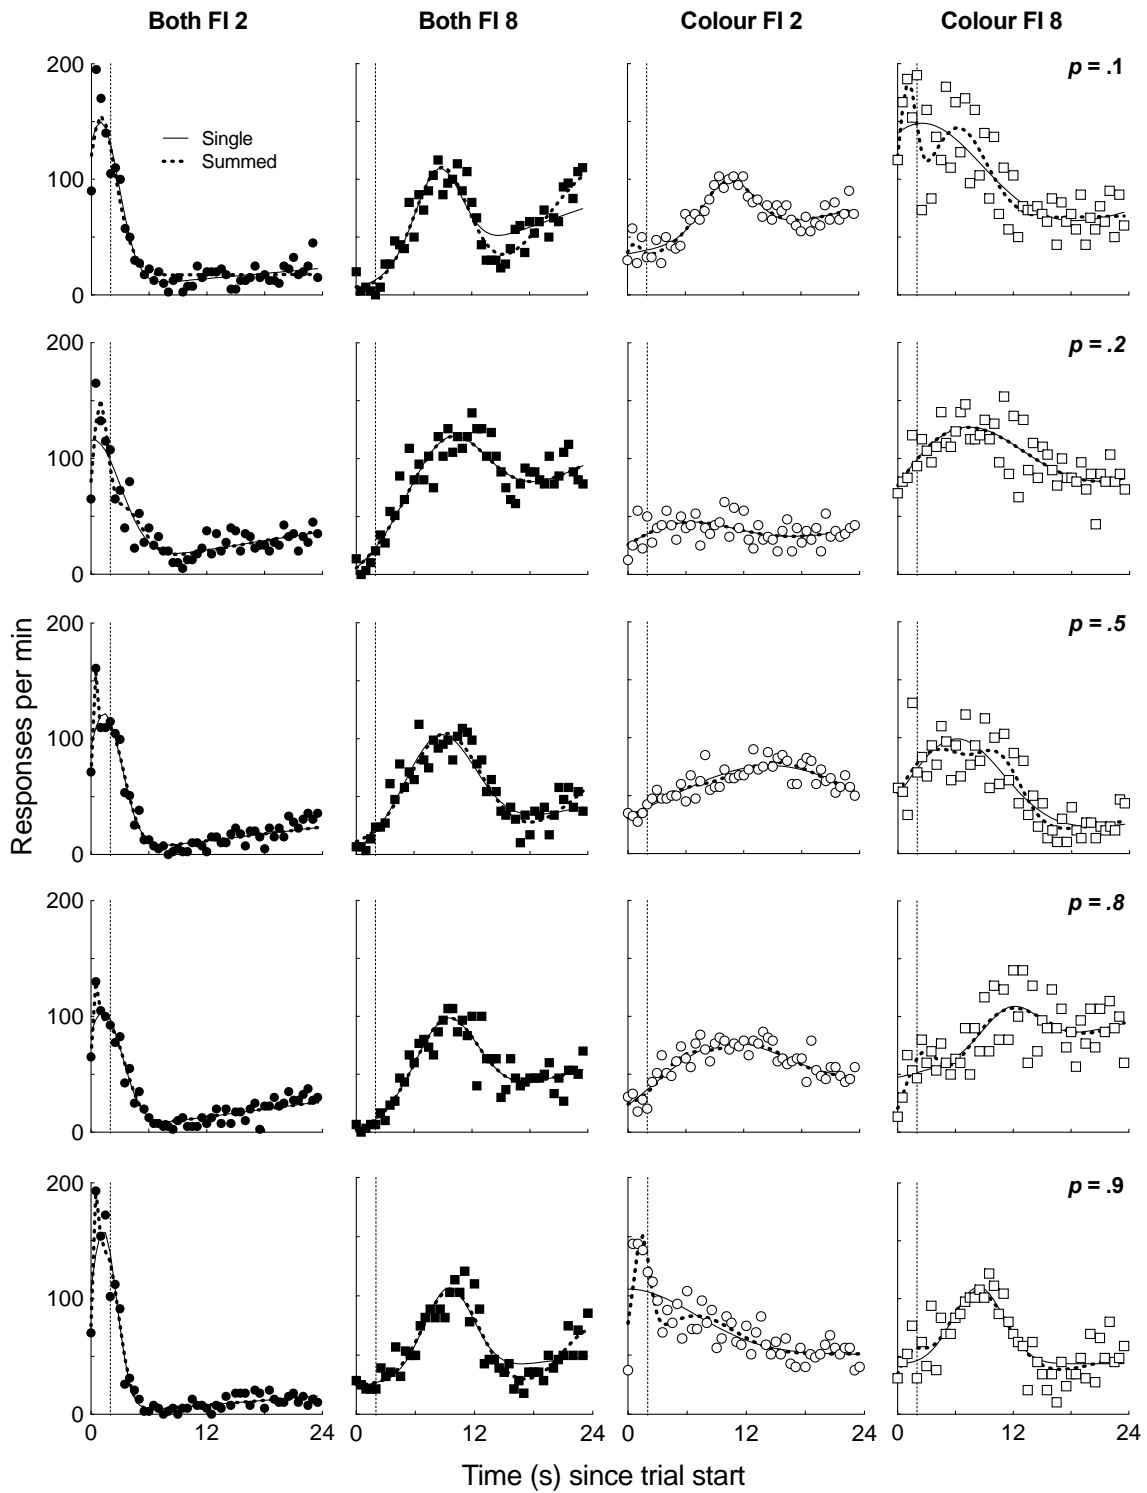 Both FI 2 Both FI 8 Colour FI 2 Colour FI 8
200 p = .1
Single
Summed
100
0
200 p = .2
100
0
200 p = .5
100
0
200 p = .8
100
0
200 p = .9
100
0
Responses per min
0 12 24 0 12 24 0 12 24 0 12 24
Time (s) since trial start